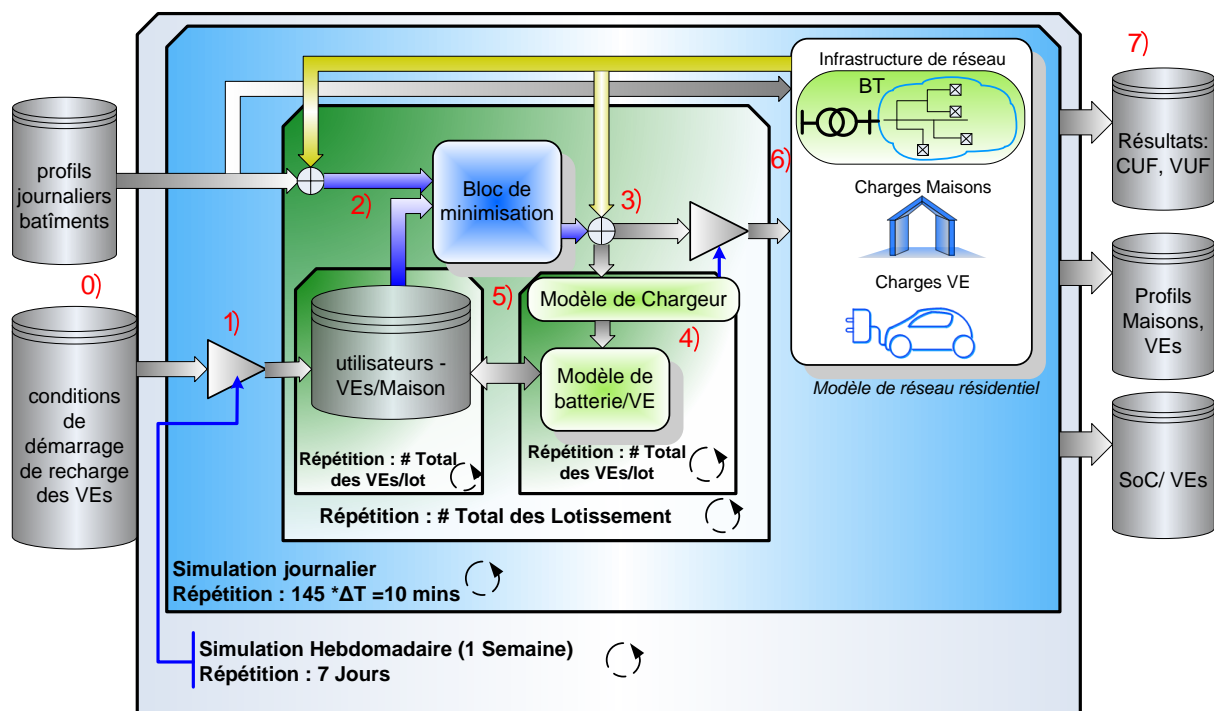 7)
Infrastructure de réseau
BT
profils
journaliers
batîments
Résultats:
CUF, VUF
6)
2)
Bloc de
minimisation
3)
Charges Maisons
0)
1)
5)
Charges VE
Modèle de Chargeur
4)
utilisateurs -
VEs/Maison
Modèle de
batterie/VE
Profils
Maisons,
VEs
conditions
de
démarrage
de recharge
des VEs
Modèle de réseau résidentiel
Répétition : # Total
des VEs/lot
Répétition : # Total
des VEs/lot
SoC/ VEs
Répétition : # Total des Lotissement
Simulation journalier
Répétition : 145 *ΔT =10 mins
Simulation Hebdomadaire (1 Semaine)
Répétition : 7 Jours